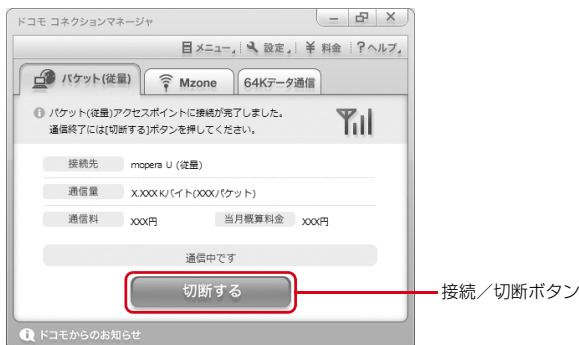 ドコモ コネクションマネージャ
メニュー 設定 ¥ 料金 ?ヘルプ
パケット(従量) Mzone 64Kデータ通信
パケット(従量)アクセスポイントに接続が完了しました。
通信終了には[切断する]ボタンを押してください。
接続先 mopera U (従量)
通信量 X.XXX Kバイト(XXXパケット)
通信料 XXX円 当月概算料金 XXX円
通信中です
切断する
接続／切断ボタン
ドコモからのお知らせ